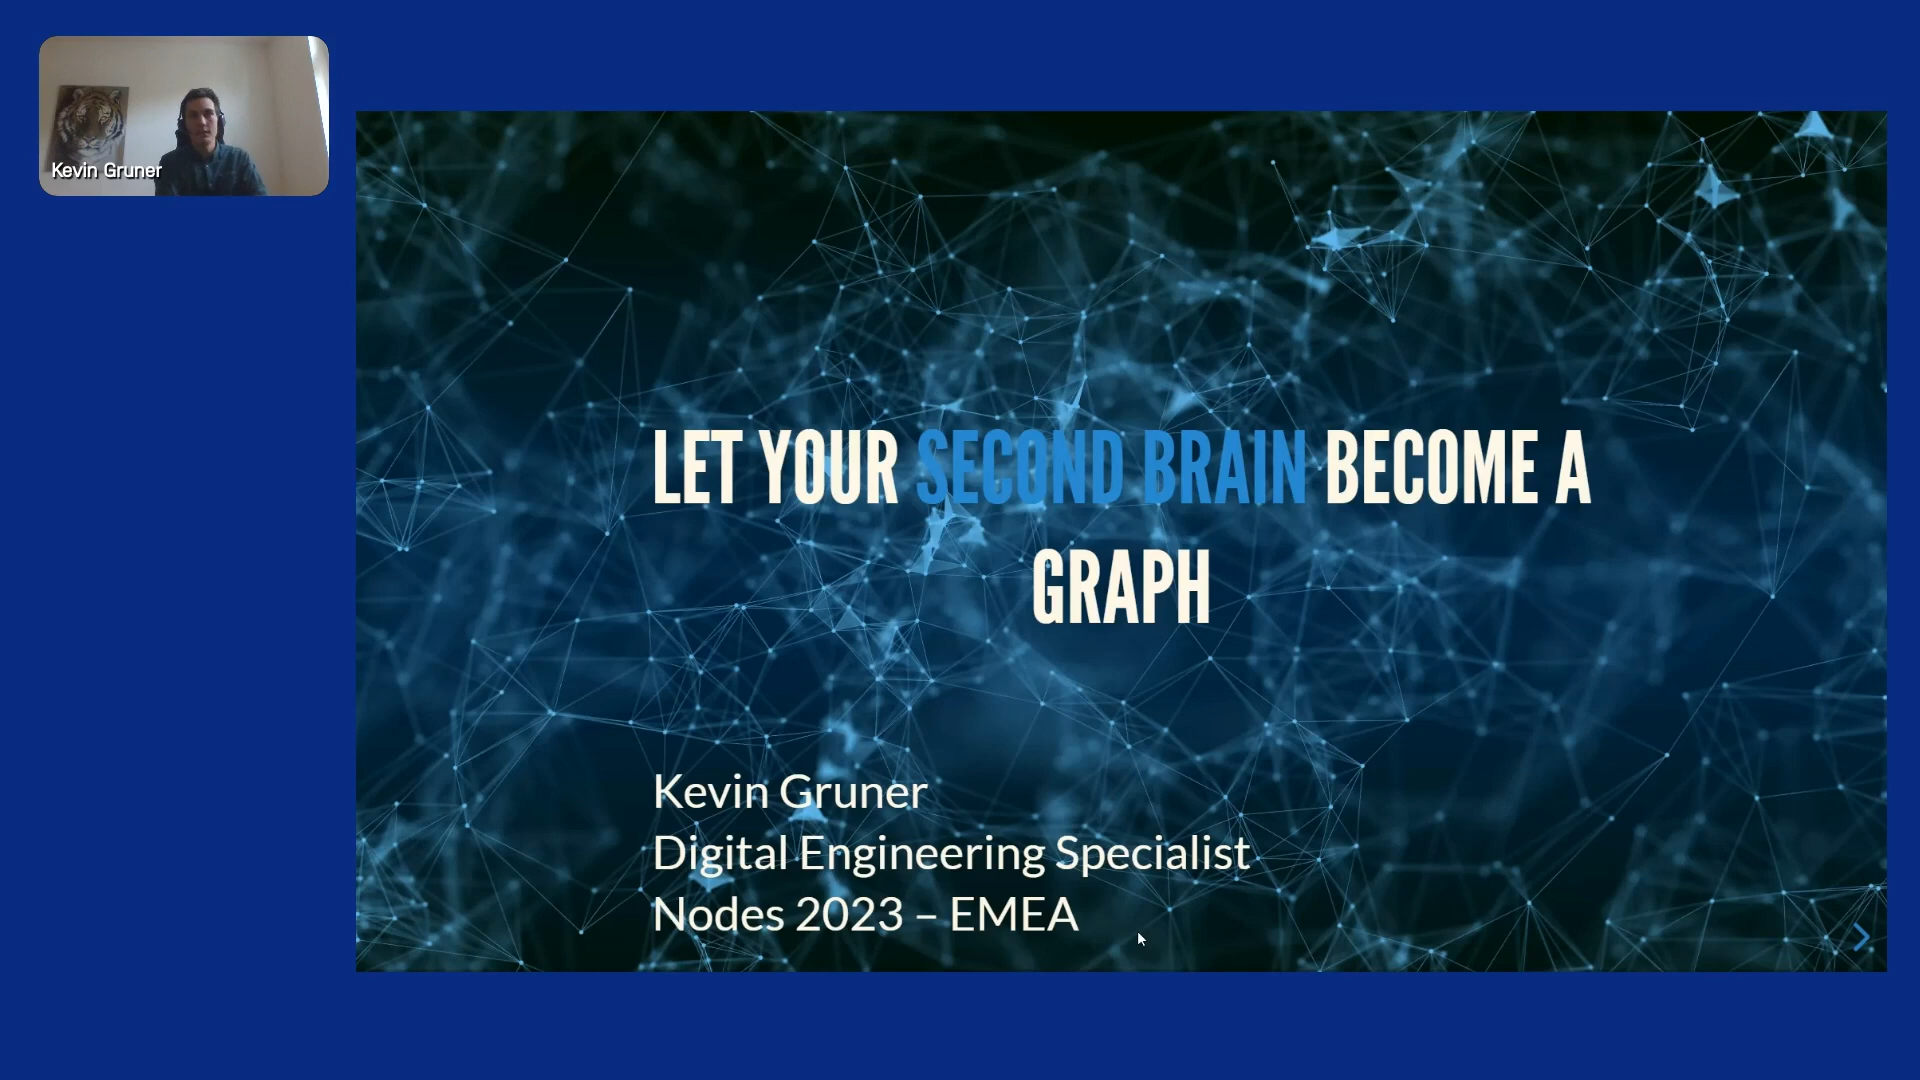 Kevin Gruner
LET YOUR SECOND BRAIN BECOME A
GRAPH
Kevin Gruner
Digital Engineering Specialist
Nodes 2023 – EMEA